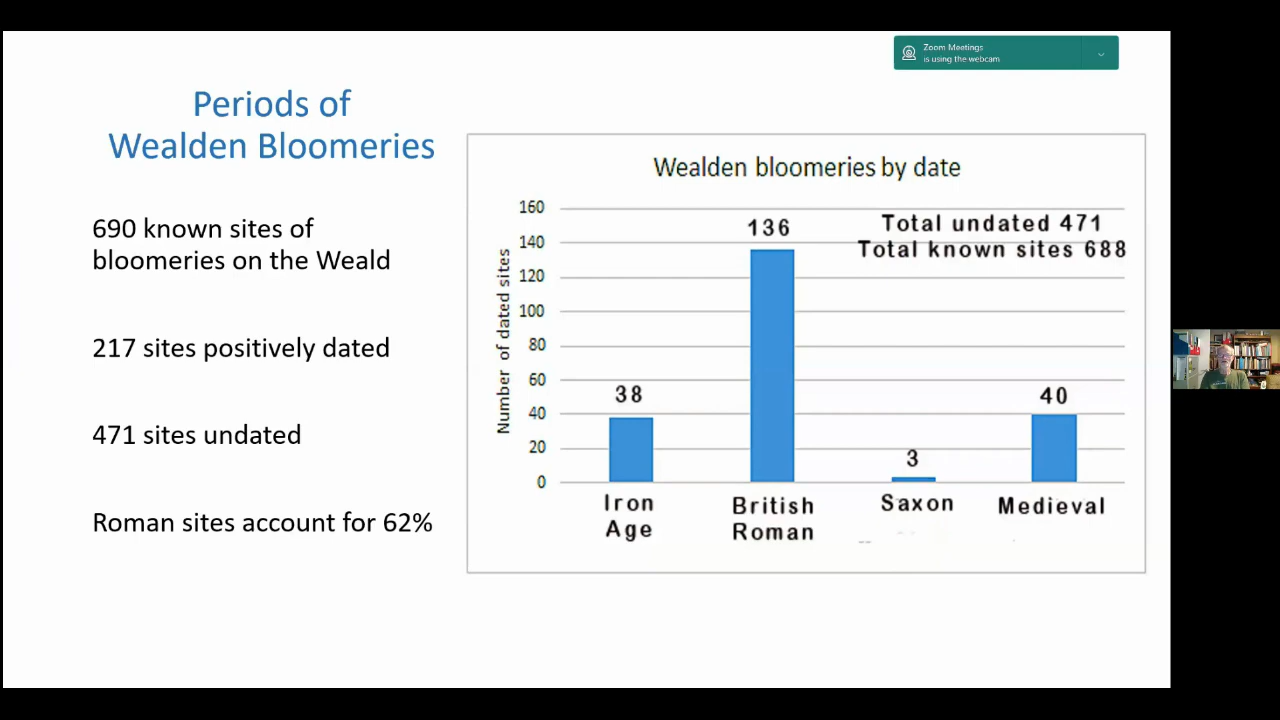 Zoom Meetings
is using the webcam
Periods of
Wealden Bloomeries
690 known sites of
bloomeries on the Weald
217 sites positively dated
471 sites undated
Roman sites account for 62%
Wealden bloomeries by date
Total undated 471
Total known sites 688
Number of dated sites
160
140
120
100
80
60
40
20
0
38
136
3
40
Iron
Age
British
Roman
Saxon
Medieval